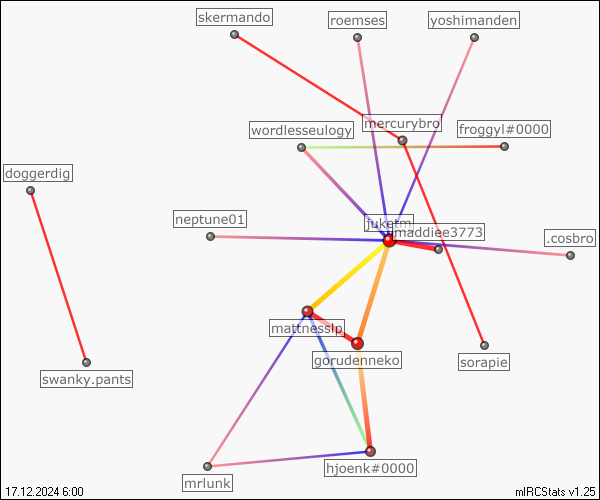 skermando
roemses
yoshimanden
mercurybro
wordlesseulogy
froggyl#0000
doggerdig
neptune01
juketm
maddiee3773
.cosbro
mattnesslp
gorudenneko
sorapie
swanky.pants
hjoenk#0000
mrlunk
17.12.2024 6:00
mIRCStats v1.25